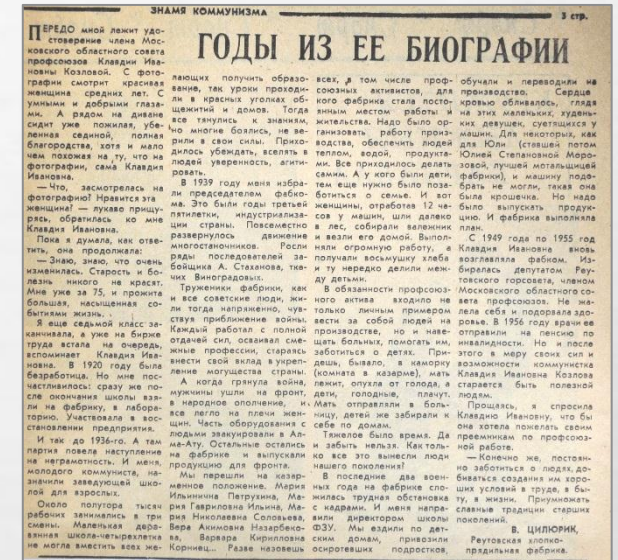 ЗНАМЯ КОММУНИЗМА
3 стр.
ГОДЫ ИЗ ЕЕ БИОГРАФИИ
ПЕРЕДО мной лежит удо-
стоверение члена Мос-
ковского областного совета
профсоюзов Клавдии Ива-
новны Козловой. С фото-
графии смотрит красивая
женщина средних лет. С
умными и добрыми глаза-
ми. А рядом на диване
сидит уже пожилая, убе-
ленная сединой, полная
благородства, хотя и мало
чем похожая на ту, что на
фотографии, сама Клавдия
Ивановна.
— Что, засмотрелась на
фотографию? Нравится эта
женщина? — лукаво прищу-
рясь, обратилась ко мне
Клавдия Ивановна.
Пока я думала, как отве-
тить, она продолжала:
— Знаю, знаю, что очень
изменилась. Старость и бо-
лезнь никого не красят.
Мне уже за 75, и прожита
большая, насыщенная со-
бытиями жизнь.
Я еще седьмой класс за-
канчивала, а уже на бирже
труда встала на очередь,
вспоминает Клавдия Ива-
новна. В 1920 году была
безработица. Но мне пос-
частливилось: сразу же по-
сле окончания школы взя-
ли на фабрику, в лабора-
торию. Участвовала в вос-
становлении предприятия.
И так до 1936-го. А там
партия повела наступление
на неграмотность. И меня,
молодого коммуниста, на-
значили заведующей шко-
лой для взрослых.
Около полутора тысяч
рабочих занимались в три
смены. Маленькая дере-
вянная школа-четырехлетка
не могла вместить всех же-
лающих получить образо-
вание, так уроки проходи-
ли в красных уголках об-
щежитий и домов. Тогда
все тянулись к знаниям,
но многие боялись, не ве-
рили в свои силы. Прихо-
дилось убеждать, вселять в
людей уверенность, агити-
ровать.
В 1939 году меня избра-
ли председателем фабко-
ма. Это были годы третьей
пятилетки, индустриализа-
ции страны. Повсеместно
развернулось движение
многостаночников. Росли
ряды последователей за-
бойщика А. Стаханова, тка-
чих Виноградовых.
Труженики фабрики, как
и все советские люди, жи-
ли тогда напряженно, чув-
ствуя приближение войны.
Каждый работал с полной
отдачей сил, осваивал сме-
жные профессии, стараясь
внести свой вклад в укреп-
ление могущества страны.
А когда грянула война,
мужчины ушли на фронт,
в народное ополчение, и
все легло на плечи жен-
щин. Часть оборудования с
людьми эвакуировали в Ал-
ма-Ату. Остальные остались
на фабрике и выпускали
продукцию для фронта.
Мы перешли на казар-
менное положение. Мария
Ильинична Петрухина, Ма-
рия Гавриловна Ильина, Ма-
рия Николаевна Соловьева,
Вера Акимовна Назарбеко-
ва, Варвара Кирилловна
Корниец... Разве назовешь
всех, в том числе проф-
союзных активистов, для
кого фабрика стала посто-
янным местом работы и
жительства. Надо было ор-
ганизовать работу произ-
водства, обеспечить людей
теплом, водой, продукта-
ми. Все приходилось делать
самим. А у кого были дети,
тем еще нужно было поза-
ботиться о семье. И вот
женщины, отработав 12 ча-
сов у машин, шли далеко
в лес, собирали валежник
и везли его домой. Выпол-
няли огромную работу, а
получали восьмушку хлеба
и ту нередко делили меж-
ду детьми.
В обязанности профсоюз-
ного актива входило не
только личным примером
вести за собой людей на
производстве, но и наве-
щать больных, помогать им,
заботиться о детях. При-
дешь, бывало, в каморку
(комната в казарме), мать
лежит, опухла от голода, а
дети, голодные, плачут.
Мать отправляли в боль-
ницу, детей же забирали к
себе по домам.
Тяжелое было время. Да
и забыть нельзя. Как толь-
ко все это вынесли люди
нашего поколения!
В последние два воен-
ных года на фабрике сло-
жилась трудная обстановка
с кадрами. И меня напра-
вили директором школы
ФЗУ. Мы ездили по дет-
ским домам, привозили
осиротевших подростков,
обучали и переводили на
производство. Сердце
кровью обливалось, глядя
на этих маленьких, худень-
ких девушек, суетящихся у
машин. Для некоторых, как
для Юли (ставшей потом
Юлией Степановной Моро-
зовой, лучшей мотальщицей
фабрики), и машину подо-
брать не могли, такая она
была крошечка. Но надо
было выпускать продук-
цию. И фабрика выполняла
план.
С 1949 года по 1955 год
Клавдия Ивановна вновь
возглавляла фабком. Из-
биралась депутатом Реу-
товского горсовета, членом
Московского областного со-
вета профсоюзов. Не жа-
лела себя и подорвала здо-
ровье. В 1956 году врачи ее
отправили на пенсию по
инвалидности. Но и после
этого в меру своих сил и
возможности коммунистка
Клавдия Ивановна Козлова
старается быть полезной
людям.
Прощаясь, я спросила
Клавдию Ивановну, что бы
она хотела пожелать своим
преемникам по профсоюз-
ной работе.
— Конечно же, постоян-
но заботиться о людях, до-
биваться создания им хоро-
ших условий в труде, в бы-
ту, в жизни. Приумножать
славные традиции старших
поколений.
В. ЦИЛЮРИК,
Реутовская хлопко-
прядильная фабрика.